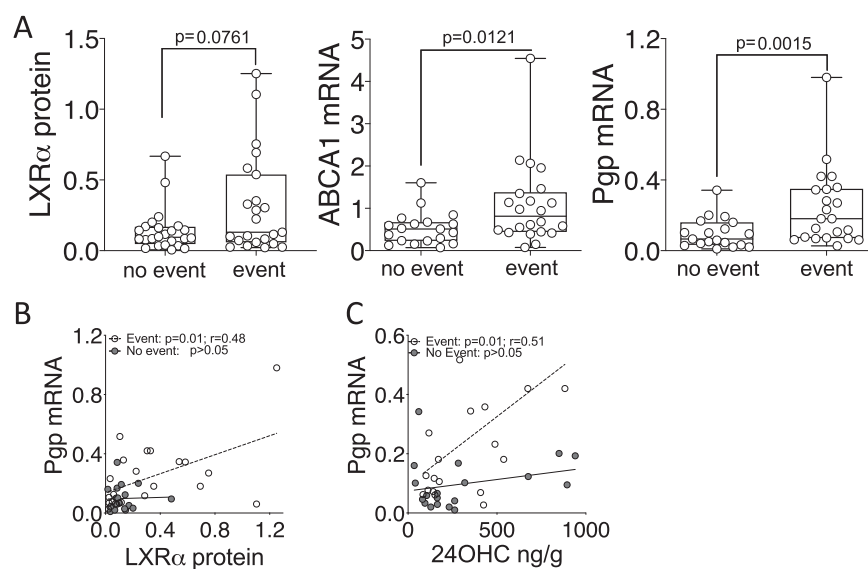 A
LXRα protein
1.5
1.0
0.5
0.0
p=0.0761
no event
event
ABCA1 mRNA
5
4
3
2
1
0
p=0.0121
no event
event
Pgp mRNA
1.2
0.8
0.4
0.0
p=0.0015
no event
event
B
Pgp mRNA
1.2
0.8
0.4
0.0
Event: p=0.01; r=0.48
No event: p>0.05
0.0
0.4
0.8
1.2
LXRα protein
C
Pgp mRNA
0.6
0.4
0.2
0.0
Event: p=0.01; r=0.51
No Event: p>0.05
0
500
1000
24OHC ng/g